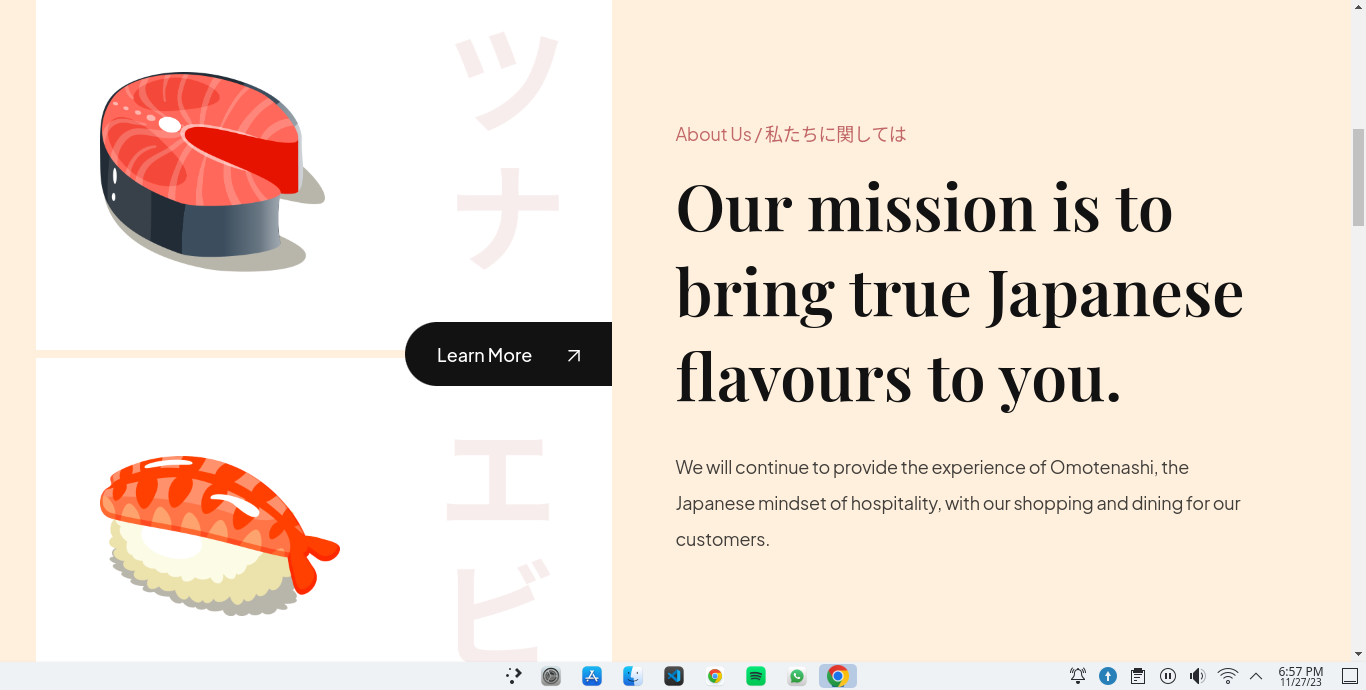 ツナ
Learn More
エビ
About Us / 私たちに関しては
Our mission is to
bring true Japanese
flavours to you.
We will continue to provide the experience of Omotenashi, the
Japanese mindset of hospitality, with our shopping and dining for our
customers.
6:57 PM
11/27/23